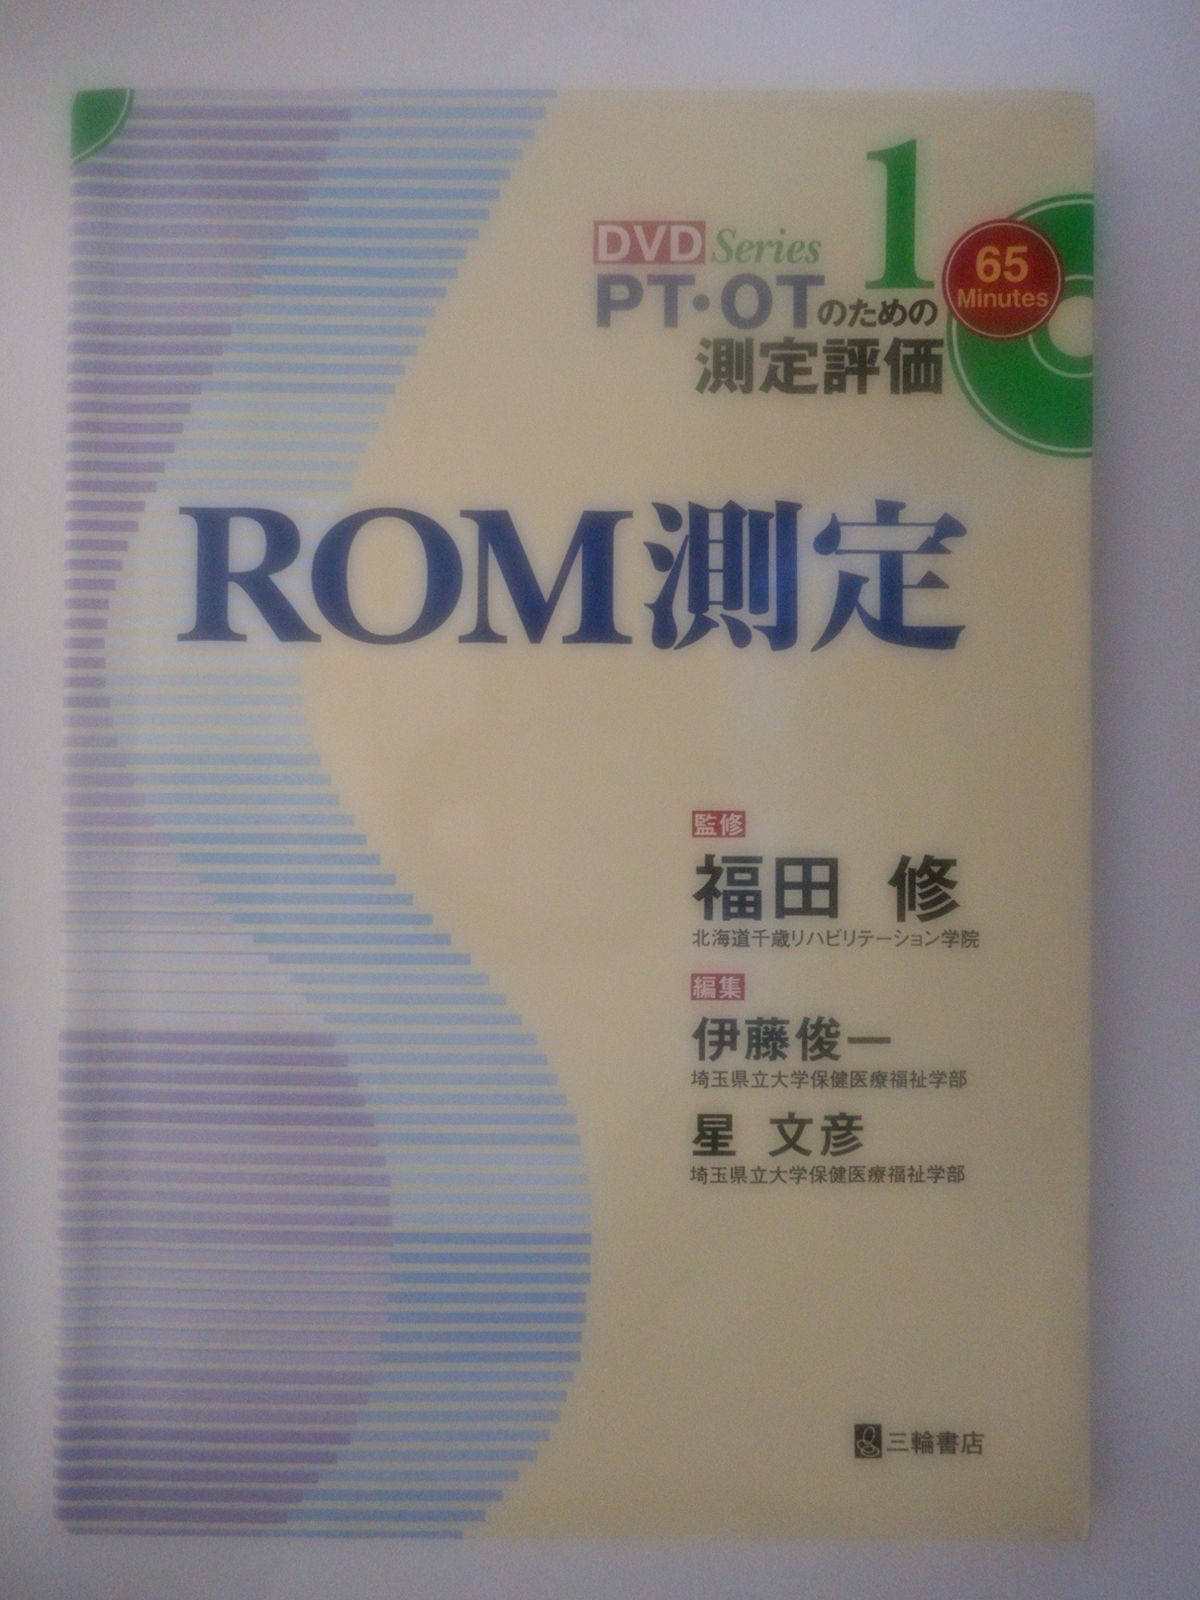 DVD Series 1
65
Minutes
PT・OTのための
測定評価
ROM測定
監修
福田 修
北海道千歳リハビリテーション学院
編集
伊藤俊一
埼玉県立大学保健医療福祉学部
星 文彦
埼玉県立大学保健医療福祉学部
三輪書店